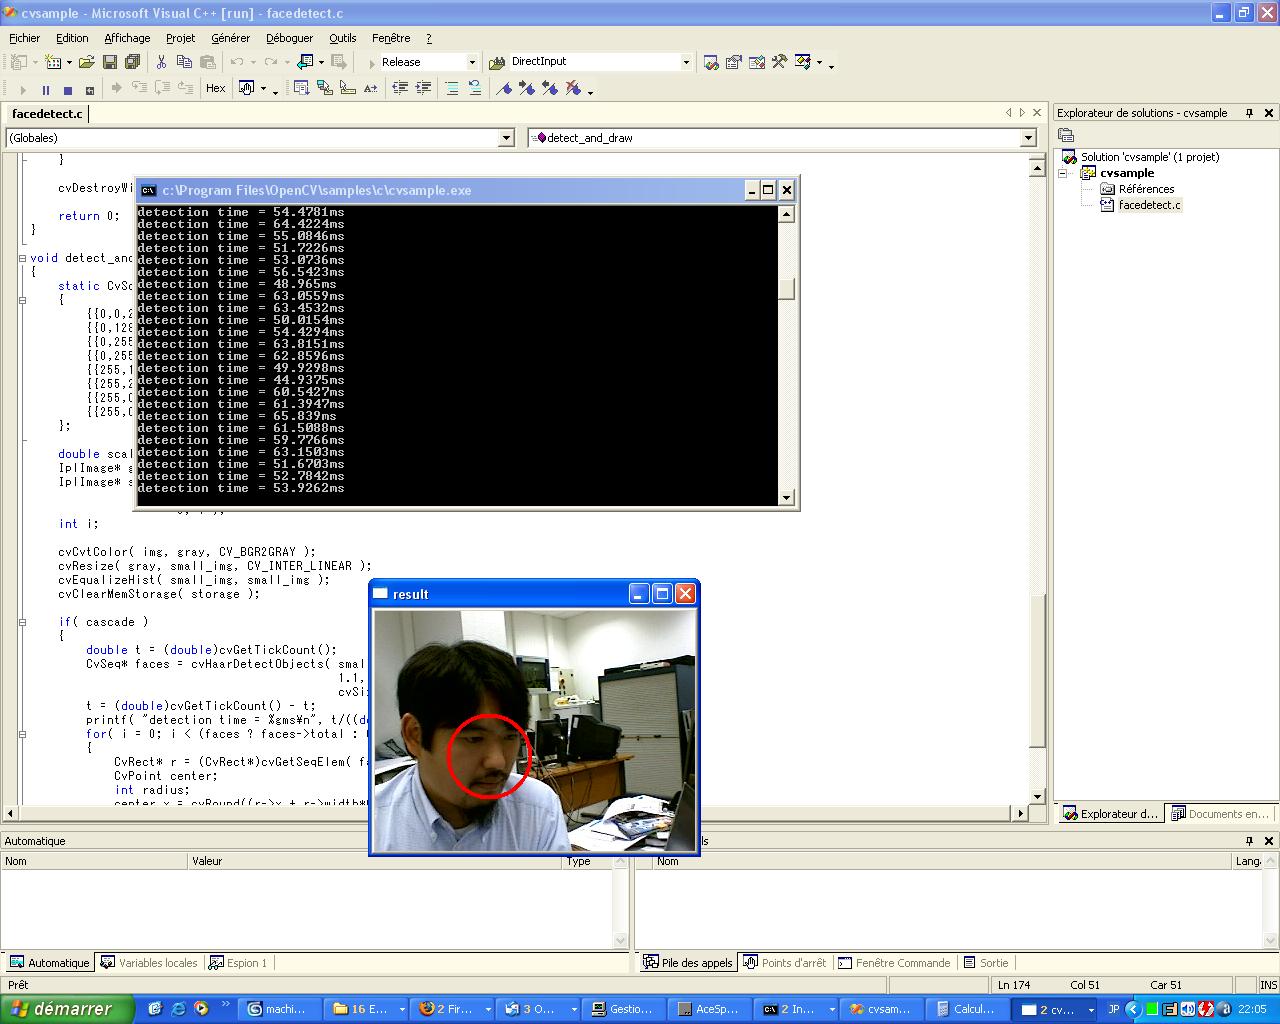 cvsample - Microsoft Visual C++ [run] - facedetect.c
Fichier Edition Affichage Projet Générer Déboguer Outils Fenêtre ?
Release DirectInput
Hex
facedetect.c
(Globales) detect_and_draw
}
cvDestroyWi
return 0;
}
void detect_and
{
static CvSc
{
{{0,0,2
{{0,128
{{0,255
{{0,255
{{255,1
{{255,2
{{255,0
{{255,0
};
double scal
IplImage* g
IplImage* s
int i;
cvCvtColor( img, gray, CV_BGR2GRAY );
cvResize( gray, small_img, CV_INTER_LINEAR );
cvEqualizeHist( small_img, small_img );
cvClearMemStorage( storage );
if( cascade )
{
double t = (double)cvGetTickCount();
CvSeq* faces = cvHaarDetectObjects( smal
1.1,
cvSi
t = (double)cvGetTickCount() - t;
printf( "detection time = %gms¥n", t/((do
for( i = 0; i < (faces ? faces->total : 
{
CvRect* r = (CvRect*)cvGetSeqElem( fa
CvPoint center;
int radius;
center.x = cvRound((r->x + r->width*
c:\Program Files\OpenCV\samples\c\cvsample.exe
detection time = 54.4781ms
detection time = 64.4224ms
detection time = 55.0846ms
detection time = 51.7226ms
detection time = 53.0736ms
detection time = 56.5423ms
detection time = 48.965ms
detection time = 63.0559ms
detection time = 63.4532ms
detection time = 50.0154ms
detection time = 54.4294ms
detection time = 63.8151ms
detection time = 62.8596ms
detection time = 49.9298ms
detection time = 44.9375ms
detection time = 60.5427ms
detection time = 61.3947ms
detection time = 65.839ms
detection time = 61.5088ms
detection time = 59.7766ms
detection time = 63.1503ms
detection time = 51.6703ms
detection time = 52.7842ms
detection time = 53.9262ms
result
Explorateur de solutions - cvsample
Solution 'cvsample' (1 projet)
cvsample
Références
facedetect.c
Explorateur d... Documents en...
Automatique
Nom Valeur Type
Automatique Variables locales Espion 1
ls
Nom Lang
Pile des appels Points d'arrêt Fenêtre Commande Sortie
Prêt Ln 174 Col 51 Car 51 INS
démarrer machi... 16 E... 2 Fir... 3 O... Gestio... AceSp... 2 In... cvsam... Calcul... 2 cv... JP 22:05